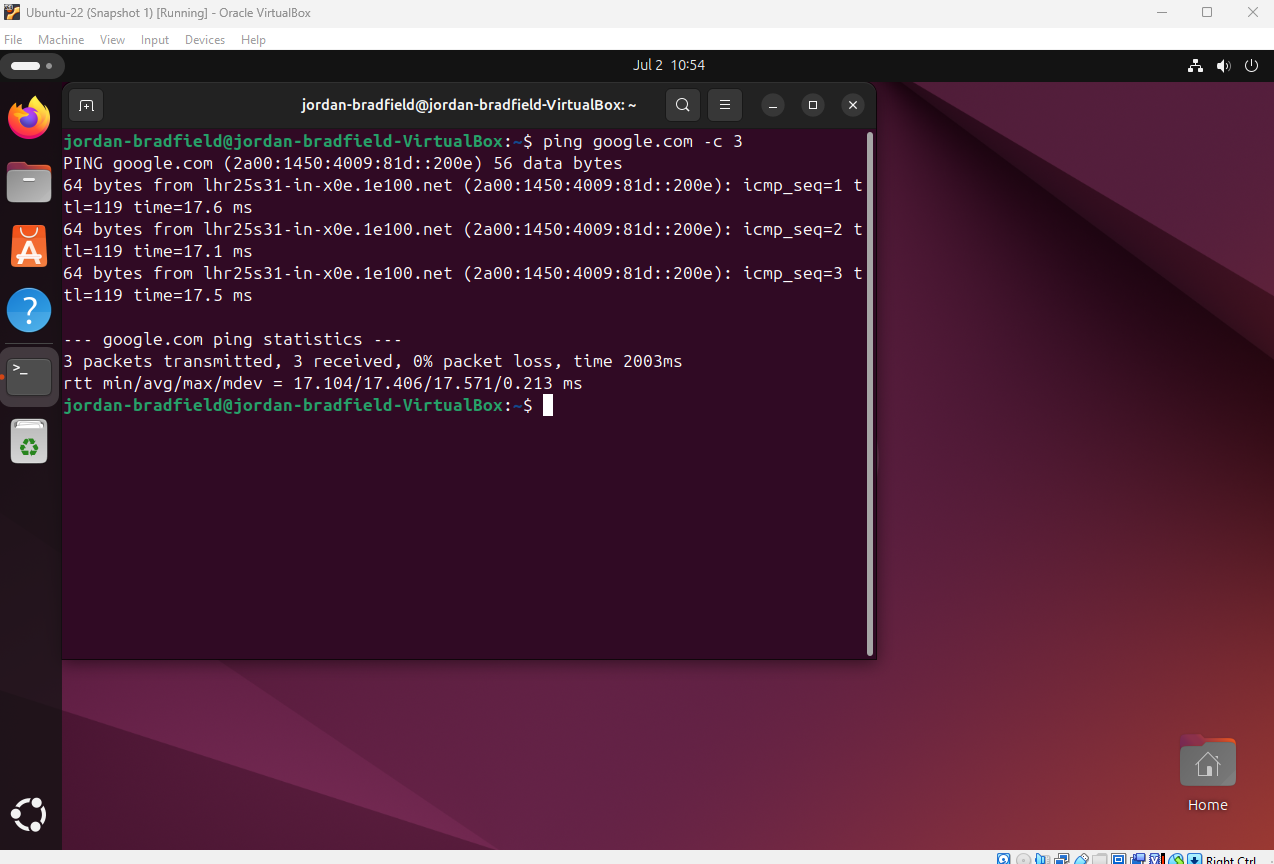 Ubuntu-22 (Snapshot 1) [Running] - Oracle VirtualBox
File Machine View Input Devices Help
Jul 2 10:54
jordan-bradfield@jordan-bradfield-VirtualBox: ~
jordan-bradfield@jordan-bradfield-VirtualBox:~$ ping google.com -c 3
PING google.com (2a00:1450:4009:81d::200e) 56 data bytes
64 bytes from lhr25s31-in-x0e.1e100.net (2a00:1450:4009:81d::200e): icmp_seq=1 t
tl=119 time=17.6 ms
64 bytes from lhr25s31-in-x0e.1e100.net (2a00:1450:4009:81d::200e): icmp_seq=2 t
tl=119 time=17.1 ms
64 bytes from lhr25s31-in-x0e.1e100.net (2a00:1450:4009:81d::200e): icmp_seq=3 t
tl=119 time=17.5 ms
--- google.com ping statistics ---
3 packets transmitted, 3 received, 0% packet loss, time 2003ms
rtt min/avg/max/mdev = 17.104/17.406/17.571/0.213 ms
jordan-bradfield@jordan-bradfield-VirtualBox:~$
>_
Home
Right Ctrl